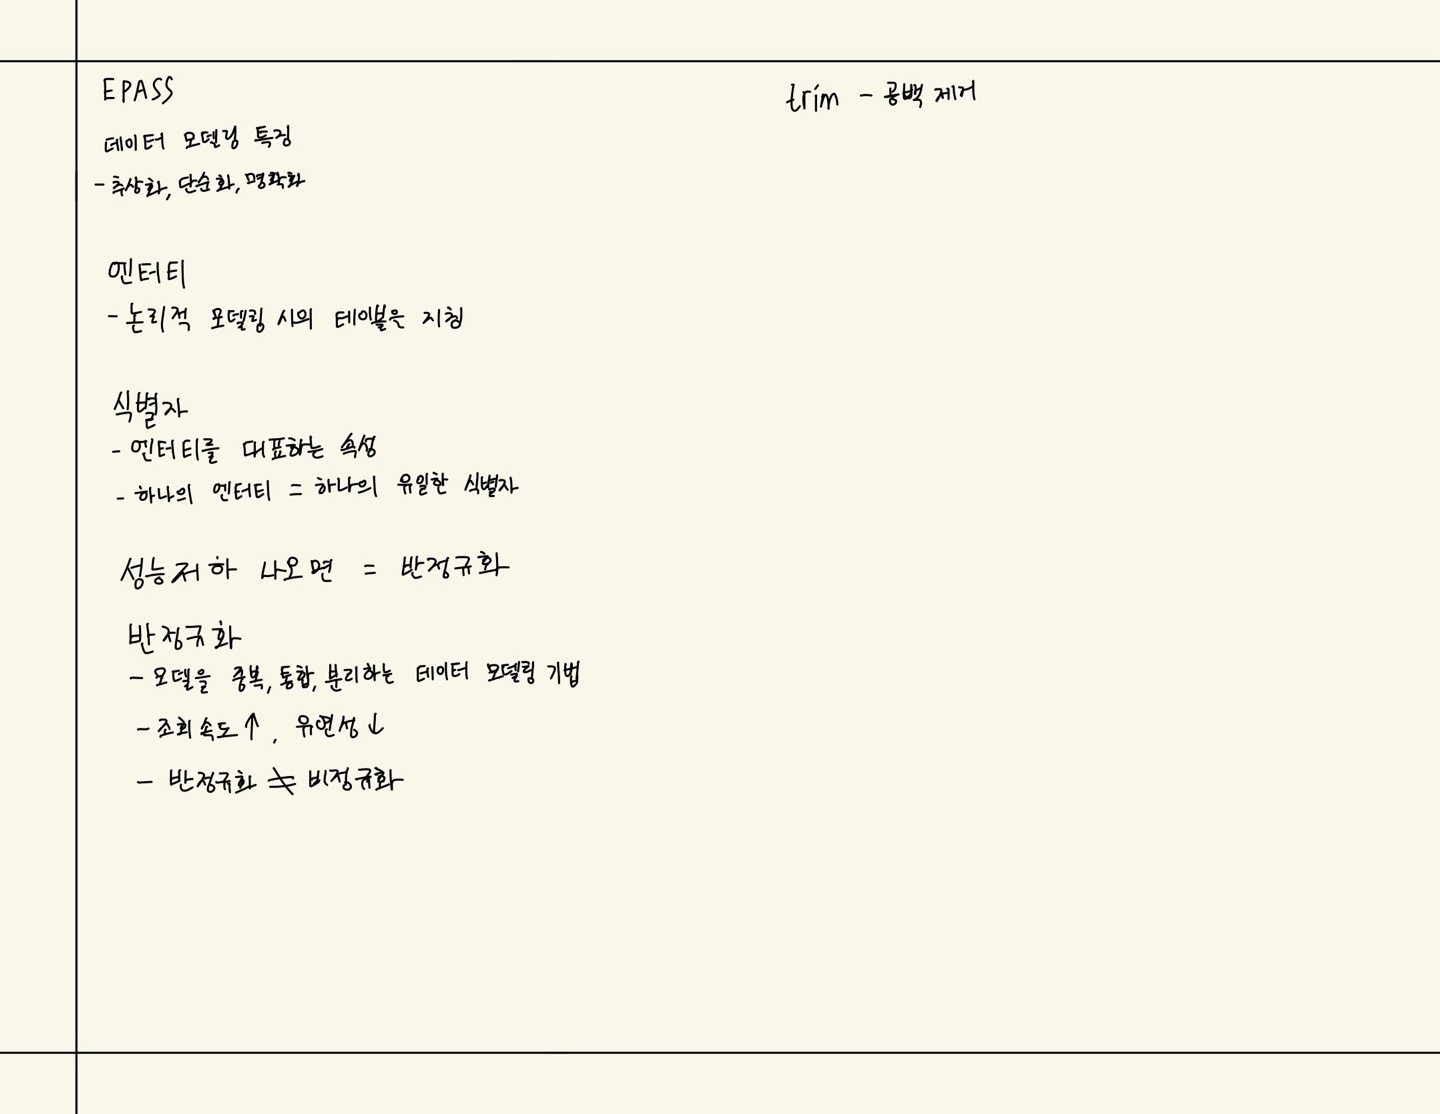 EPASS
데이터 모델링 특징
- 추상화, 단순화, 명확화
엔터티
- 논리적 모델링 시의 테이블은 지칭
식별자
- 엔터티를 대표하는 속성
- 하나의 엔터티 = 하나의 유일한 식별자
성능저하 나오면 = 반정규화
반정규화
- 모델을 중복, 통합, 분리하는 데이터 모델링 기법
- 조회 속도↑, 유연성↓
- 반정규화 ≠ 비정규화
trim - 공백 제거